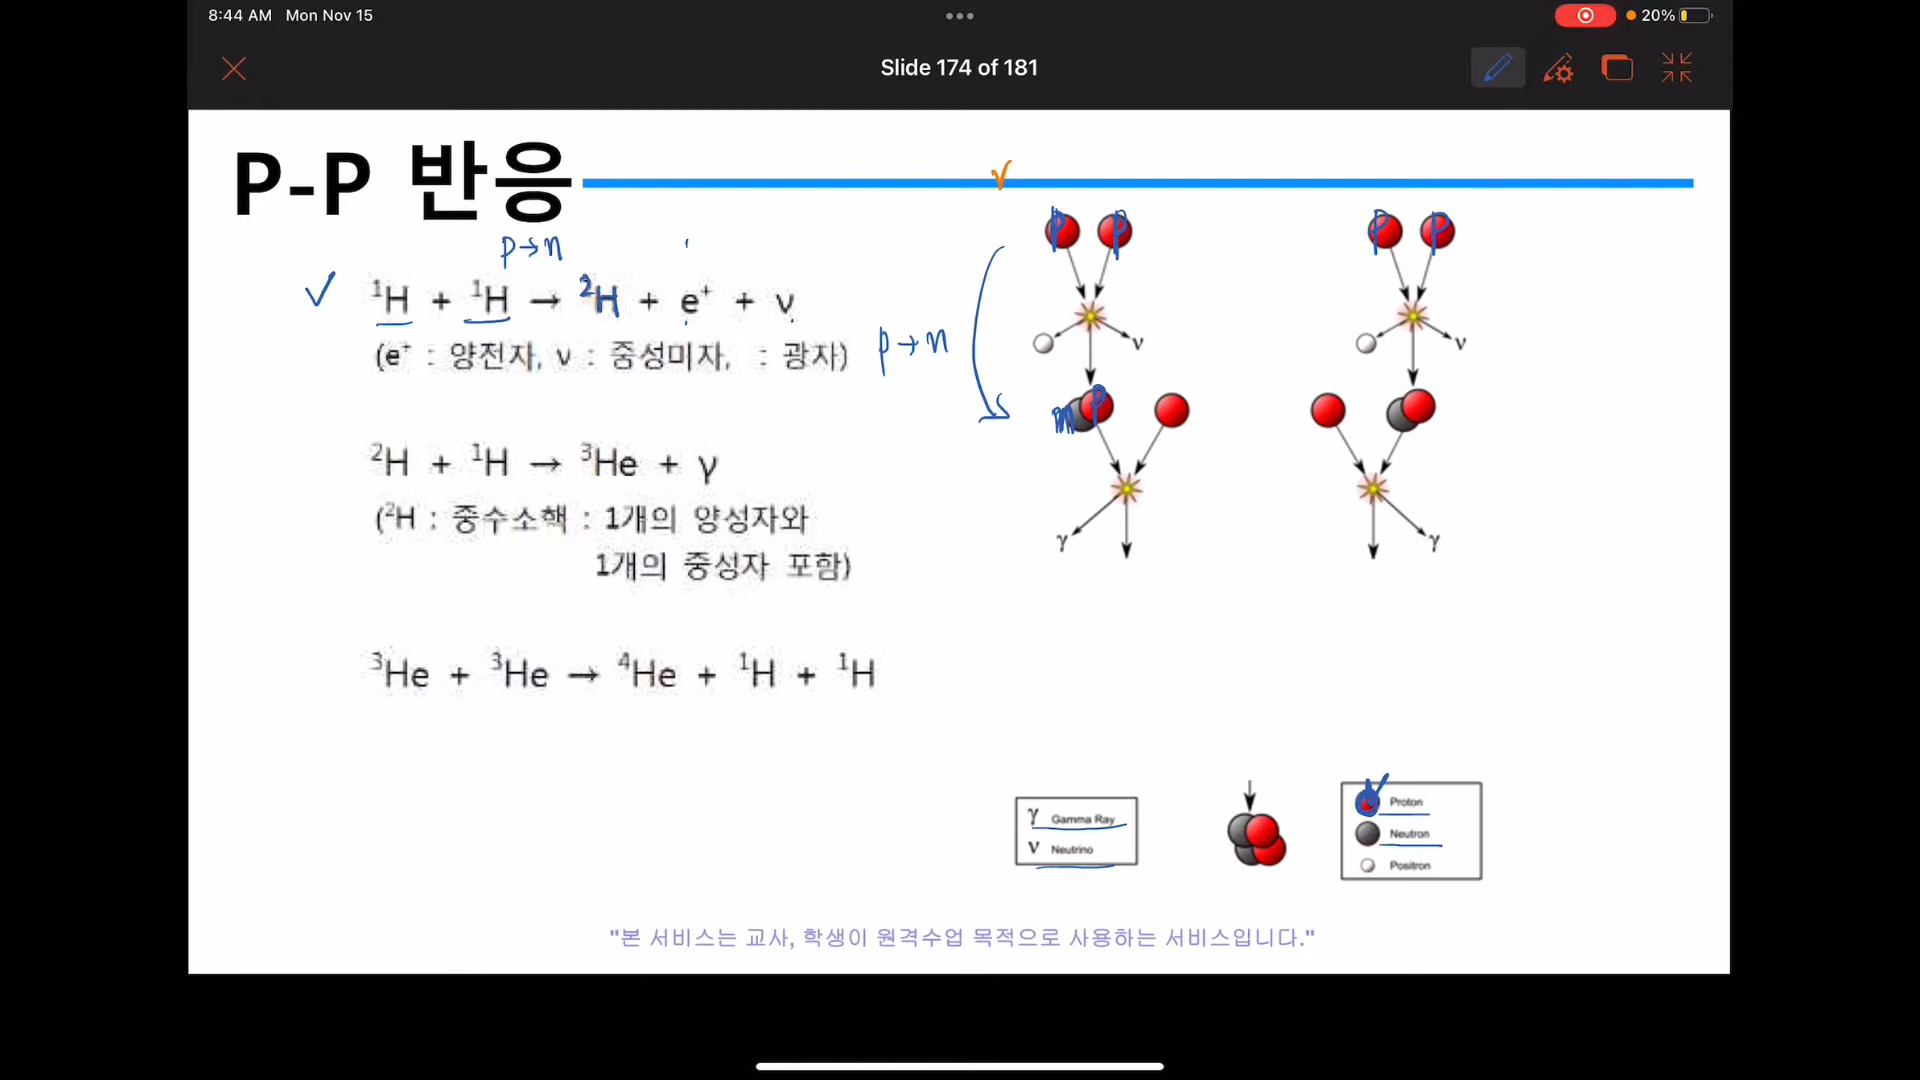 8:44 AM Mon Nov 15
20%
Slide 174 of 181
P-P 반응
p→n
¹H + ¹H → ²H + e⁺ + ν
(e⁺ : 양전자, ν : 중성미자, : 광자)
p→n
²H + ¹H → ³He + γ
(²H : 중수소핵 : 1개의 양성자와
1개의 중성자 포함)
³He + ³He → ⁴He + ¹H + ¹H
P P
ν
n P
γ
P P
ν
γ
γ Gamma Ray
ν Neutrino
Proton
Neutron
Positron
"본 서비스는 교사, 학생이 원격수업 목적으로 사용하는 서비스입니다."